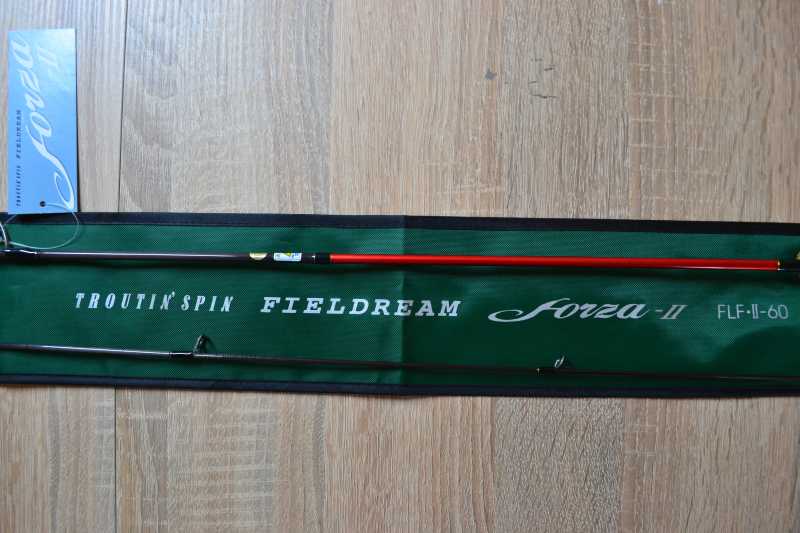 Forza-II
TROUTIN' SPIN FIELDREAM
TROUTIN' SPIN FIELDREAM Forza-II FLF·II-60